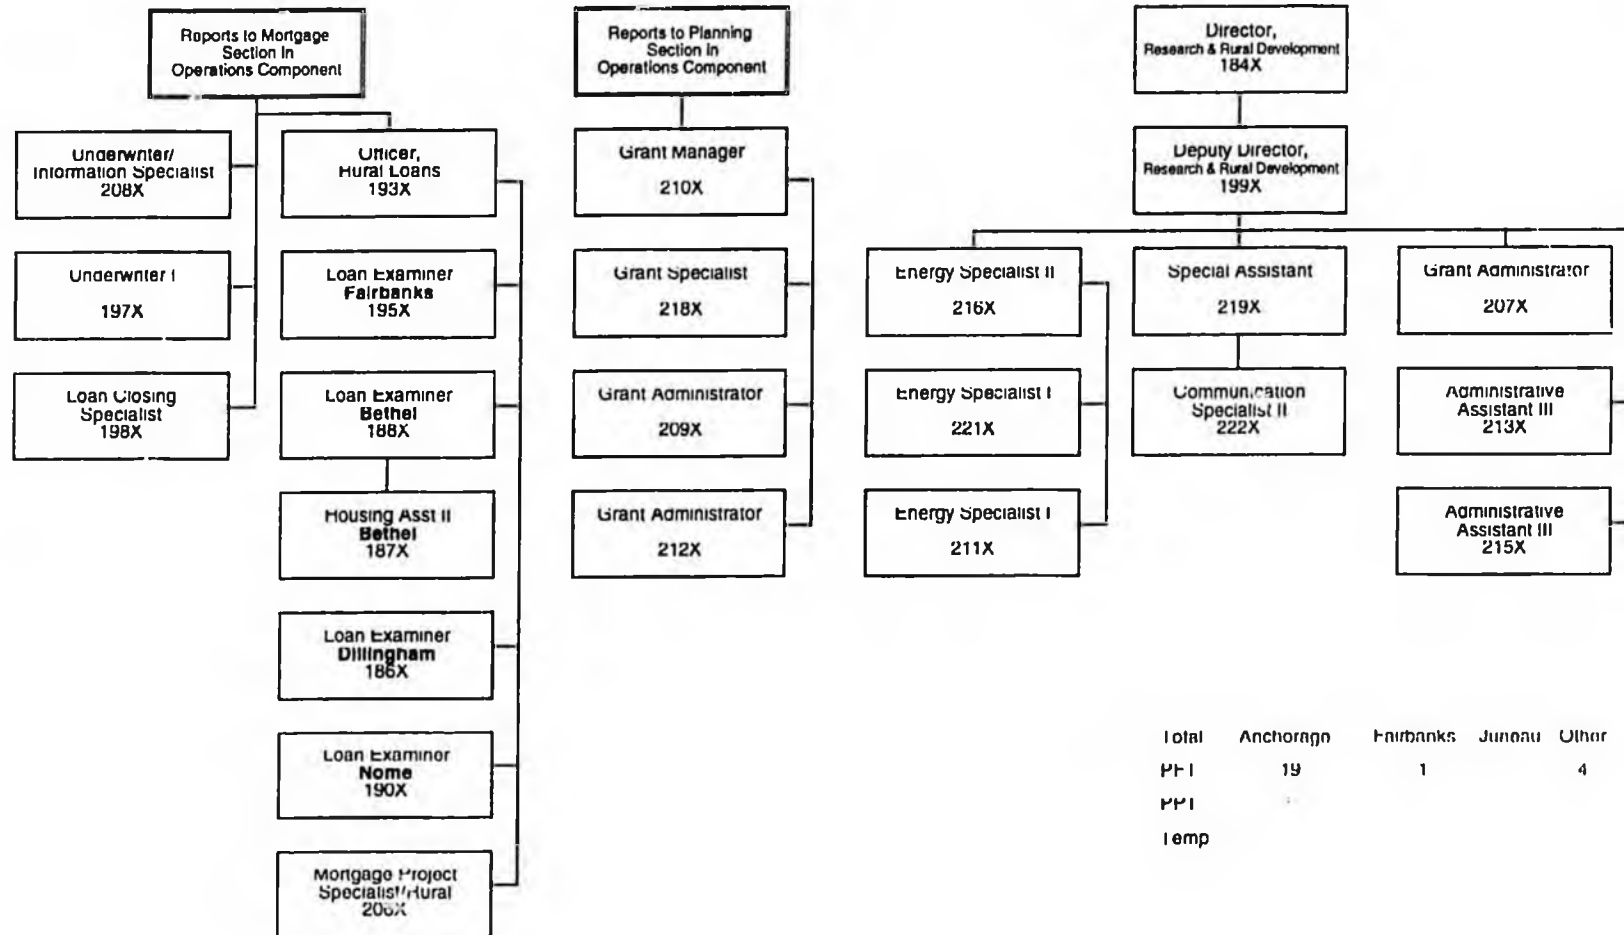 Reports to Mortgage
Section in
Operations Component
Underwriter/
Information Specialist
208X
Underwriter I
197X
Loan Closing
Specialist
198X
Officer,
Rural Loans
193X
Loan Examiner
Fairbanks
195X
Loan Examiner
Bethel
188X
Housing Asst II
Bethel
187X
Loan Examiner
Dillingham
186X
Loan Examiner
Nome
190X
Mortgage Project
Specialist/Rural
206X
Reports to Planning
Section in
Operations Component
Grant Manager
210X
Grant Specialist
218X
Grant Administrator
209X
Grant Administrator
212X
Director,
Research & Rural Development
184X
Deputy Director,
Research & Rural Development
199X
Energy Specialist II
216X
Energy Specialist I
221X
Energy Specialist I
211X
Special Assistant
219X
Communication
Specialist II
222X
Grant Administrator
207X
Administrative
Assistant III
213X
Administrative
Assistant III
215X
Total Anchorage Fairbanks Juneau Other
PFT 19 1 4
PPT
Temp